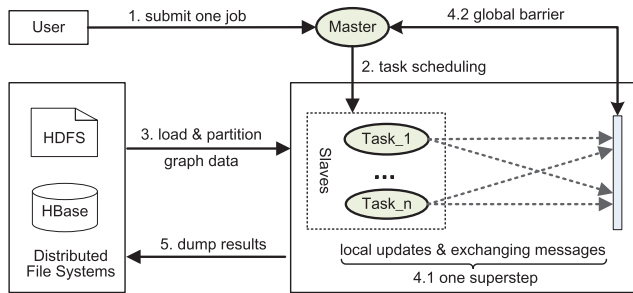 1. submit one job
4.2 global barrier
User
Master
2. task scheduling
HDFS
3. load & partition
graph data
Slaves
Task_1
...
Task_n
HBase
Distributed
File Systems
5. dump results
local updates & exchanging messages
4.1 one superstep